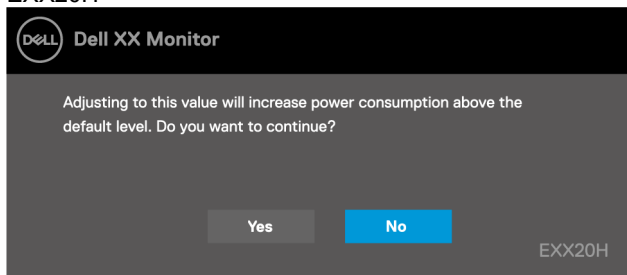 EXX20H
DELL Dell XX Monitor
Adjusting to this value will increase power consumption above the
default level. Do you want to continue?
Yes No
EXX20H